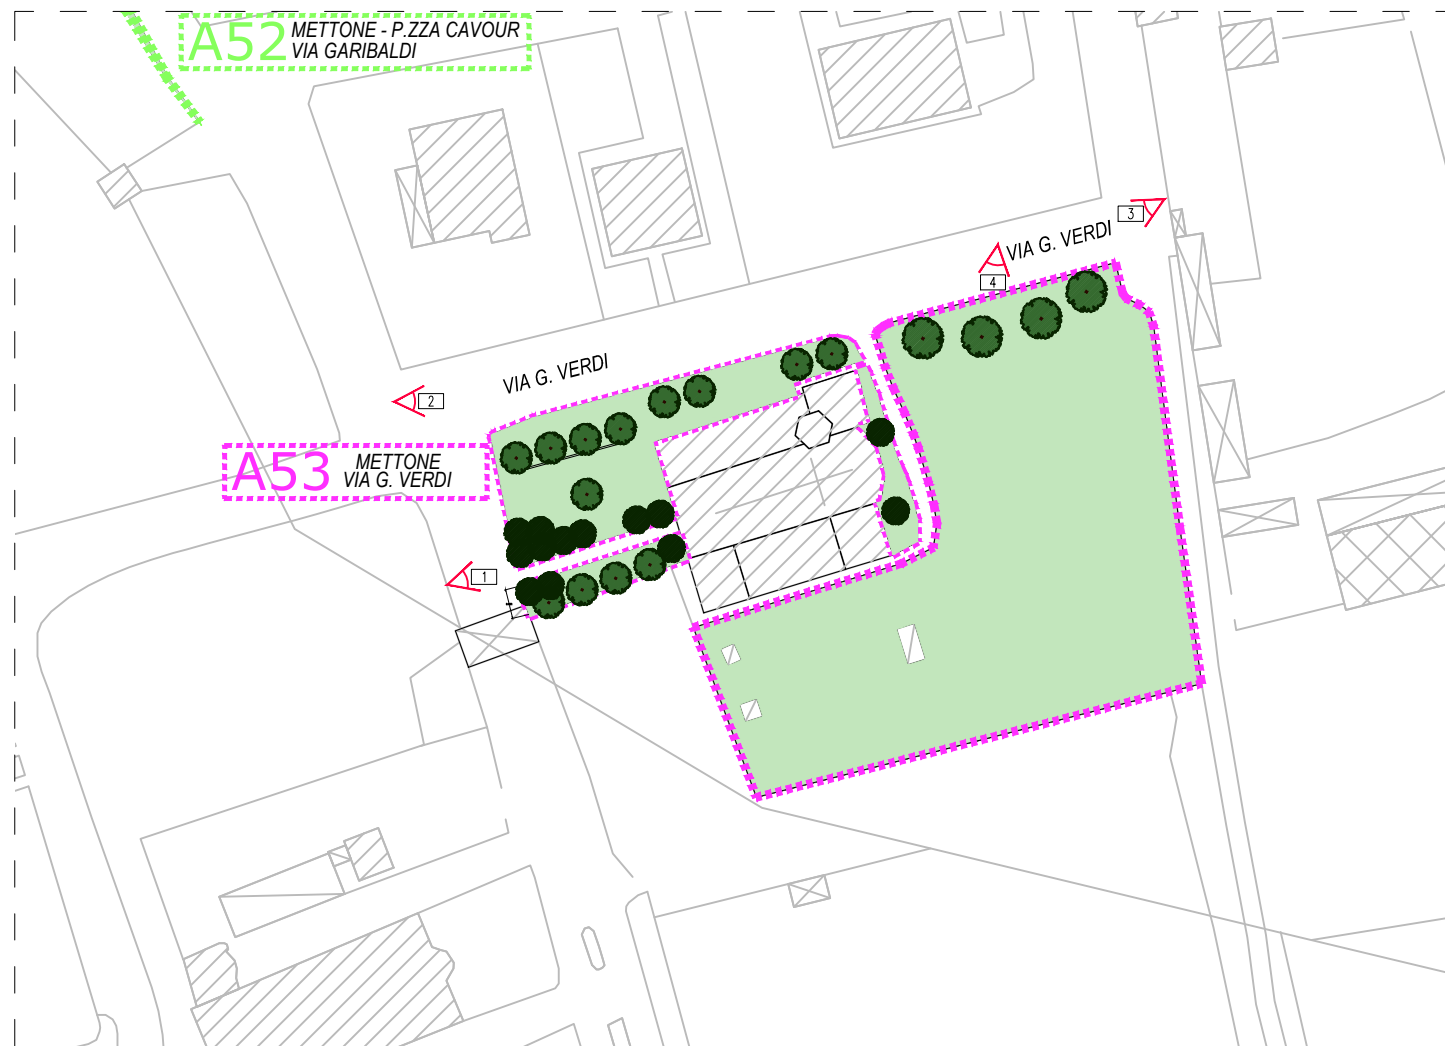 A52 METTONE - P.ZZA CAVOUR
VIA GARIBALDI
3
VIA G. VERDI
4
VIA G. VERDI
2
A53 METTONE
VIA G. VERDI
1